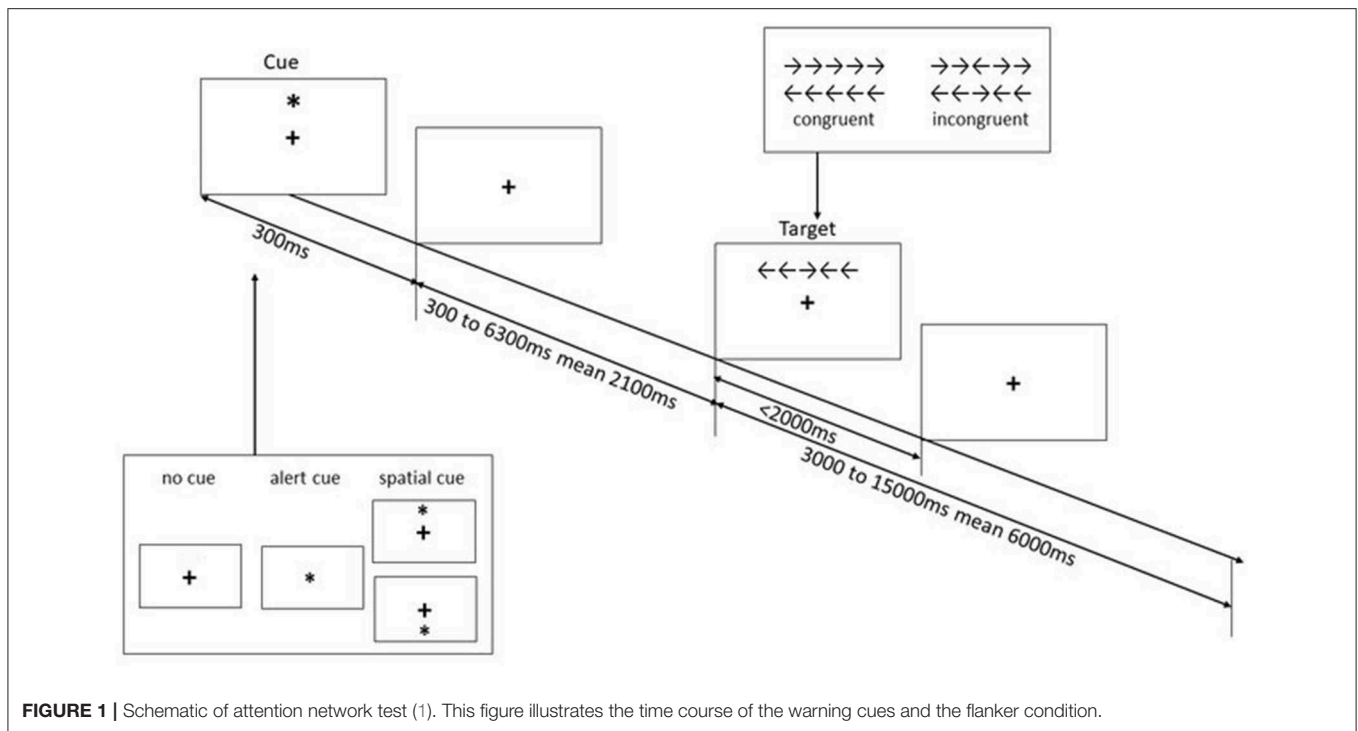 Cue
*
+
+
300ms
300 to 6300ms mean 2100ms
→→→→→ →→←→→
←←←←← ←←→←←
congruent incongruent
Target
←←→←←
+
+
<2000ms
3000 to 15000ms mean 6000ms
no cue alert cue spatial cue
*
+
+ *
+
*
FIGURE 1 | Schematic of attention network test (1). This figure illustrates the time course of the warning cues and the flanker condition.